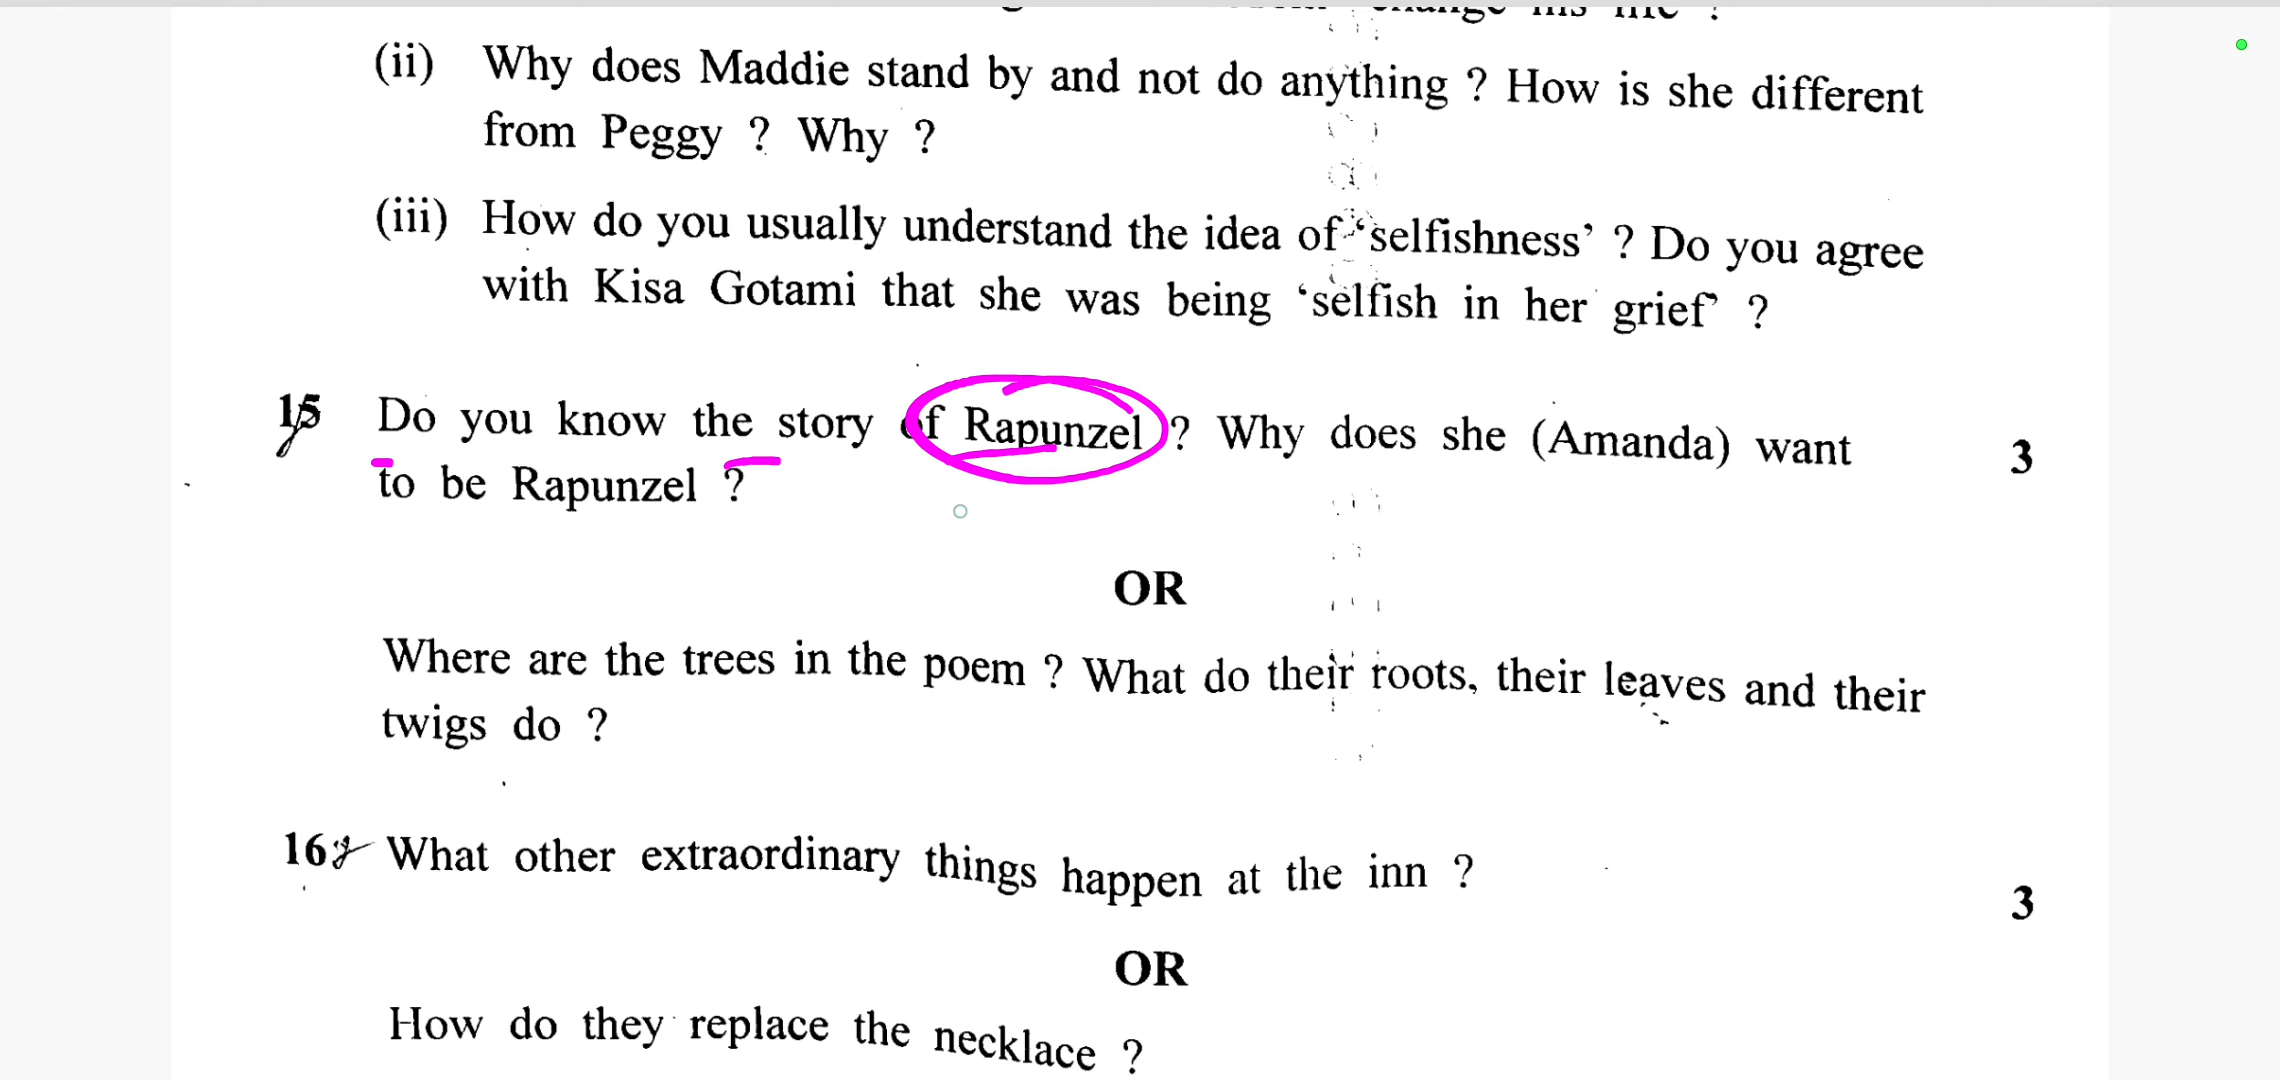 (ii) Why does Maddie stand by and not do anything ? How is she different
from Peggy ? Why ?
(iii) How do you usually understand the idea of ‘selfishness’ ? Do you agree
with Kisa Gotami that she was being ‘selfish in her grief’ ?
15 Do you know the story of Rapunzel ? Why does she (Amanda) want 3
to be Rapunzel ?
OR
Where are the trees in the poem ? What do their roots, their leaves and their
twigs do ?
16. What other extraordinary things happen at the inn ? 3
OR
How do they replace the necklace ?